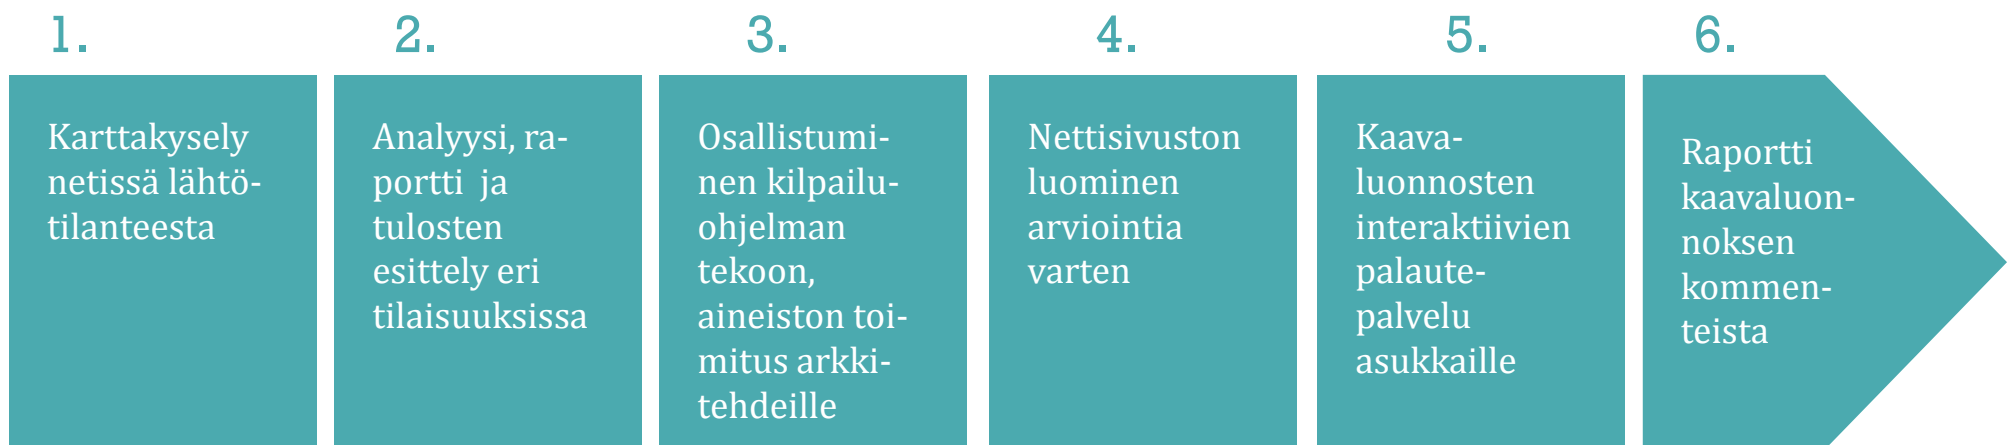 1.
Karttakysely
netissä lähtö-
tilanteesta
2.
Analyysi, ra-
portti  ja
tulosten
esittely eri
tilaisuuksissa
3.
Osallistumi-
nen kilpailu-
ohjelman
tekoon,
aineiston toi-
mitus arkki-
tehdeille
4.
Nettisivuston
luominen
arviointia
varten
5.
Kaava-
luonnosten
interaktiivien
palaute-
palvelu
asukkaille
6.
Raportti
kaavaluon-
noksen
kommen-
teista